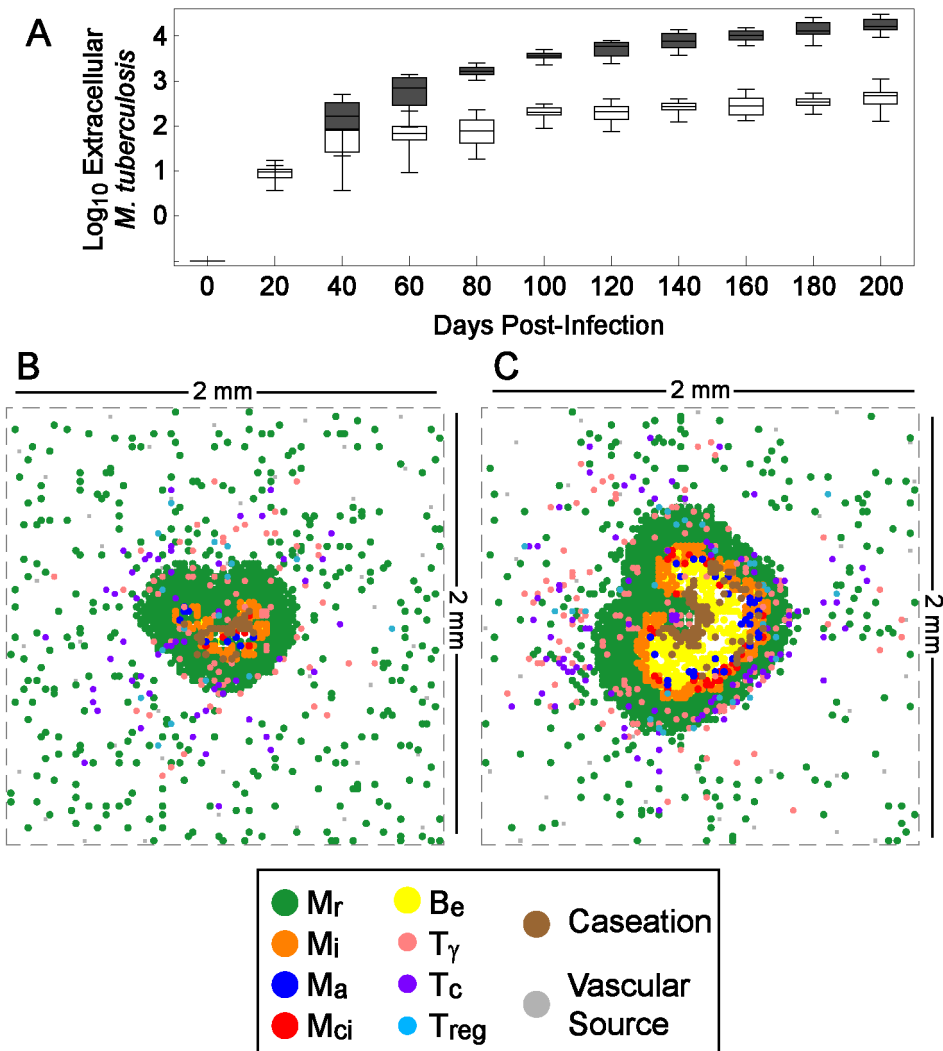 A
Log10 Extracellular
M. tuberculosis
4
3
2
1
0
0 20 40 60 80 100 120 140 160 180 200
Days Post-Infection
B
2 mm
2 mm
C
2 mm
2 mm
Mr
Mi
Ma
Mci
Be
Tγ
Tc
Treg
Caseation
Vascular
Source